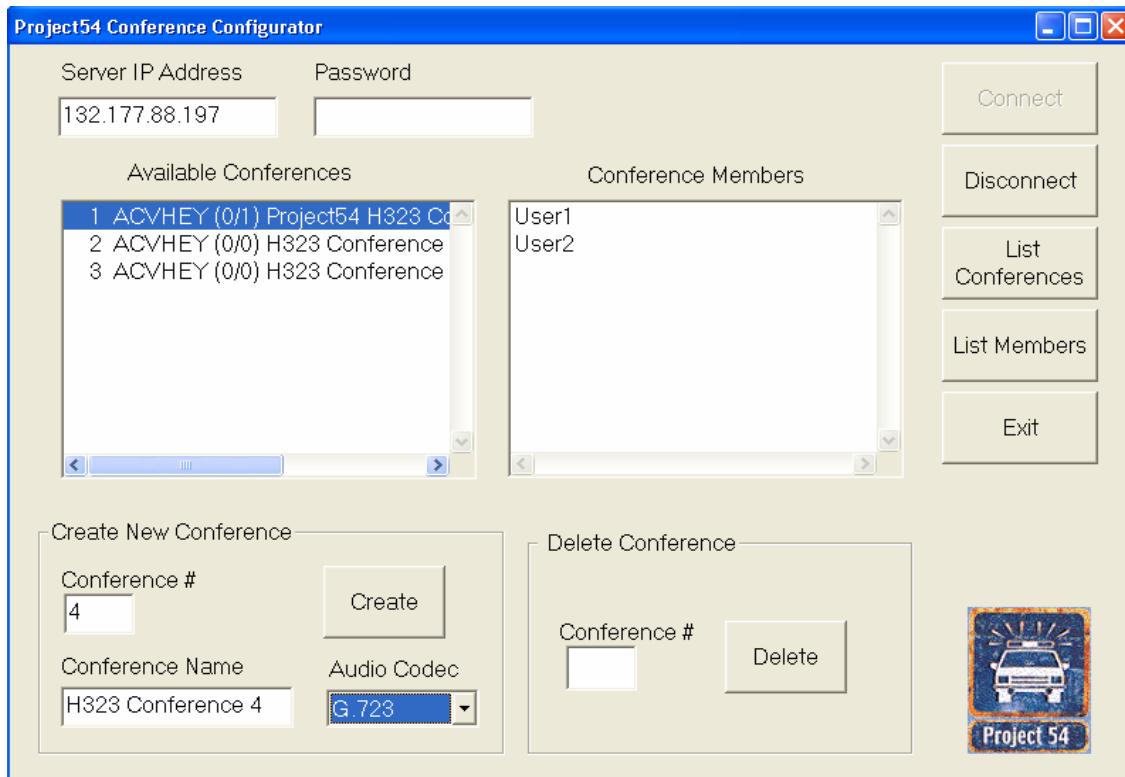 Project54 Conference Configurator
Server IP Address
Password
132.177.88.197
Connect
Available Conferences
Conference Members
Disconnect
1 ACVHEY (0/1) Project54 H323 Co
2 ACVHEY (0/0) H323 Conference
3 ACVHEY (0/0) H323 Conference
User1
User2
List
Conferences
List Members
Exit
Create New Conference
Conference #
4
Create
Conference Name
H323 Conference 4
Audio Codec
G.723
Delete Conference
Conference #
Delete
Project 54